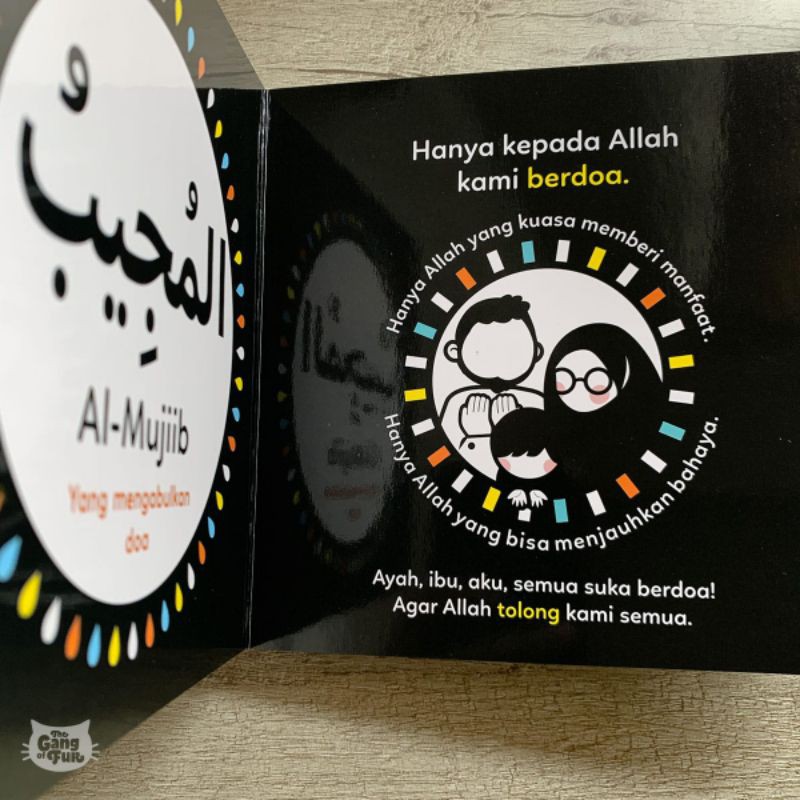 المُجِيبُ
Al-Mujiib
Yang mengabulkan
doa
Hanya kepada Allah
kami berdoa.
Hanya Allah yang kuasa memberi manfaat.
Hanya Allah yang bisa menjauhkan bahaya.
Ayah, ibu, aku, semua suka berdoa!
Agar Allah tolong kami semua.
The
Gang
of Fur